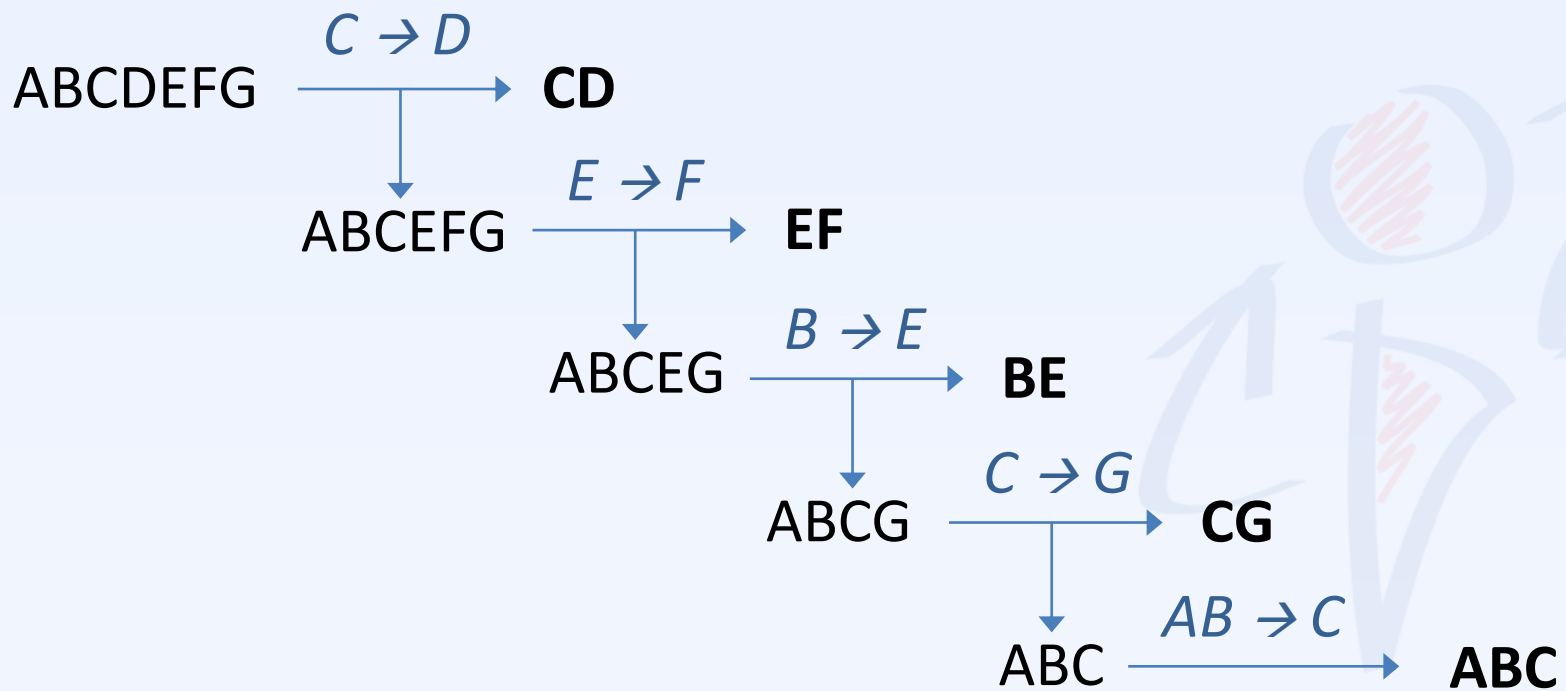 C → D
ABCDEFG CD
E → F
ABCEFG EF
B → E
ABCEG BE
C → G
ABCG CG
AB → C
ABC ABC